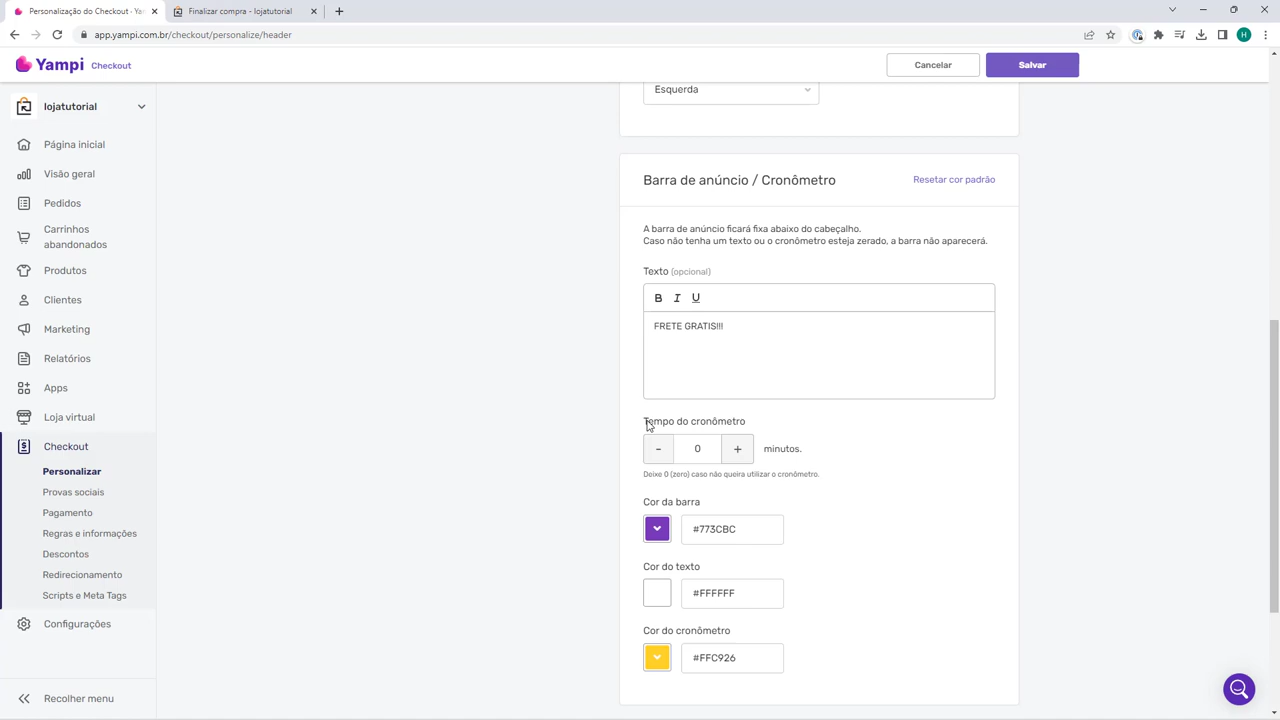 Personalização do Checkout · Yam
Finalizar compra - lojatutorial
app.yampi.com.br/checkout/personalize/header
H
Yampi Checkout
Cancelar
Salvar
lojatutorial
Página inicial
Visão geral
Pedidos
Carrinhos
abandonados
Produtos
Clientes
Marketing
Relatórios
Apps
Loja virtual
Checkout
Personalizar
Provas sociais
Pagamento
Regras e informações
Descontos
Redirecionamento
Scripts e Meta Tags
Configurações
Recolher menu
Esquerda
Barra de anúncio / Cronômetro
Resetar cor padrão
A barra de anúncio ficará fixa abaixo do cabeçalho.
Caso não tenha um texto ou o cronômetro esteja zerado, a barra não aparecerá.
Texto (opcional)
B I U
FRETE GRATIS!!!
Tempo do cronômetro
- 0 + minutos.
Deixe 0 (zero) caso não queira utilizar o cronômetro.
Cor da barra
#773CBC
Cor do texto
#FFFFFF
Cor do cronômetro
#FFC926